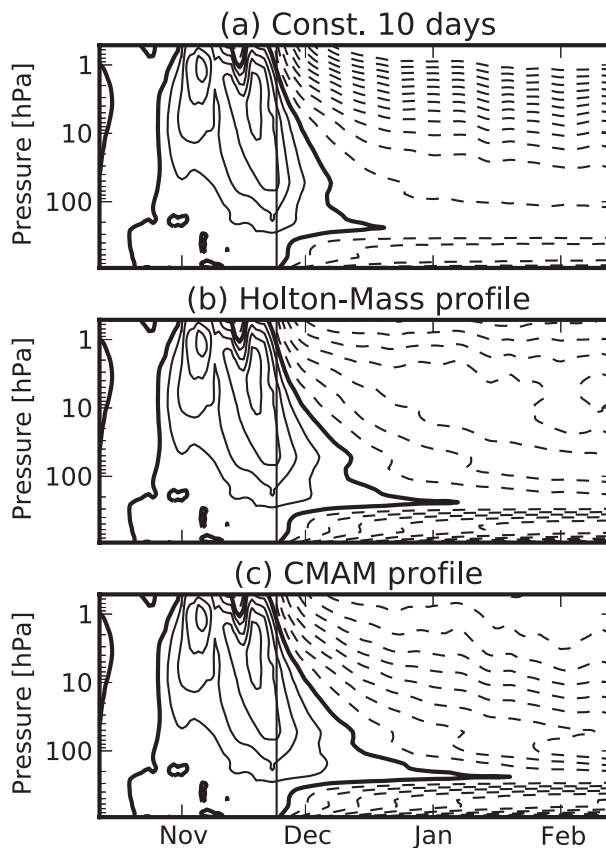 (a) Const. 10 days
1
10
100
Pressure [hPa]
(b) Holton-Mass profile
1
10
100
Pressure [hPa]
(c) CMAM profile
1
10
100
Pressure [hPa]
Nov Dec Jan Feb